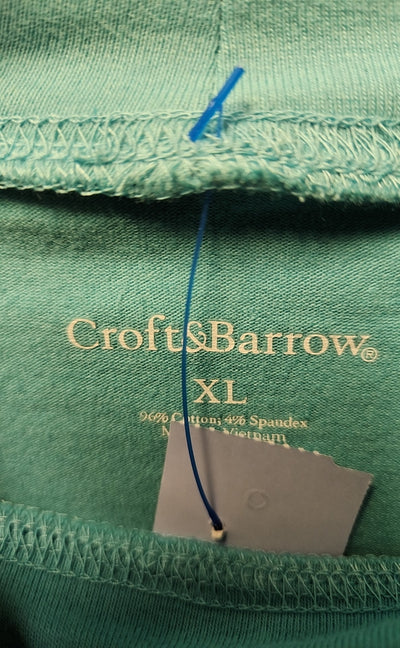 Croft&Barrow®
XL
96% Cotton; 4% Spandex
Vietnam